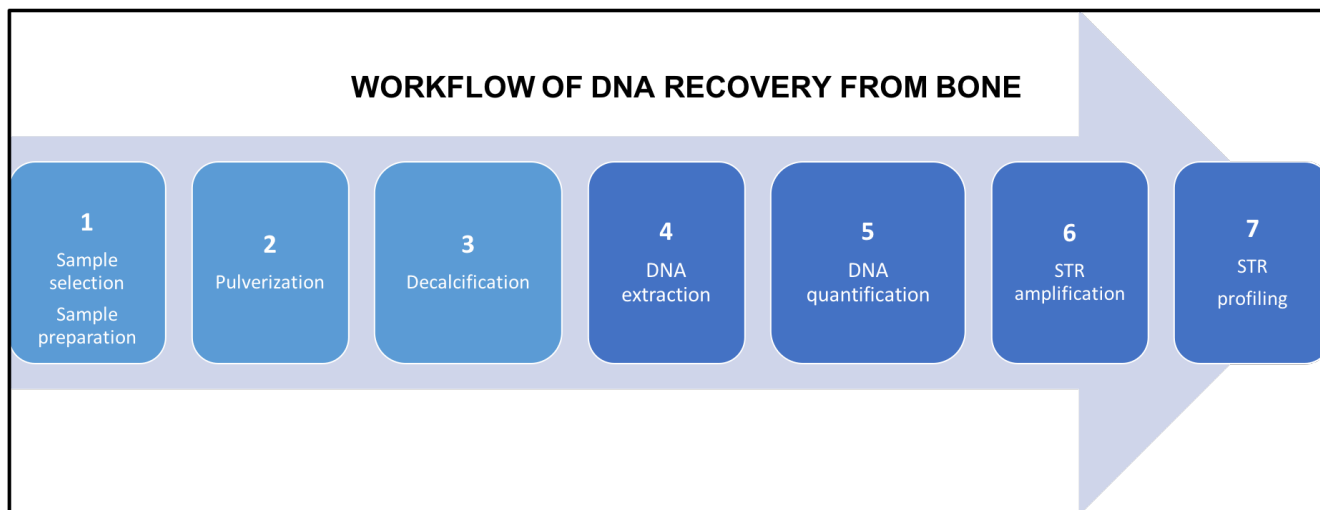 WORKFLOW OF DNA RECOVERY FROM BONE
1
Sample
selection
Sample
preparation
2
Pulverization
3
Decalcification
4
DNA
extraction
5
DNA
quantification
6
STR
amplification
7
STR
profiling